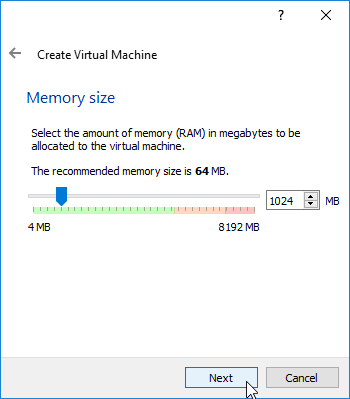 ?
Create Virtual Machine
Memory size
Select the amount of memory (RAM) in megabytes to be
allocated to the virtual machine.
The recommended memory size is 64 MB.
1024 MB
4 MB 8192 MB
Next Cancel